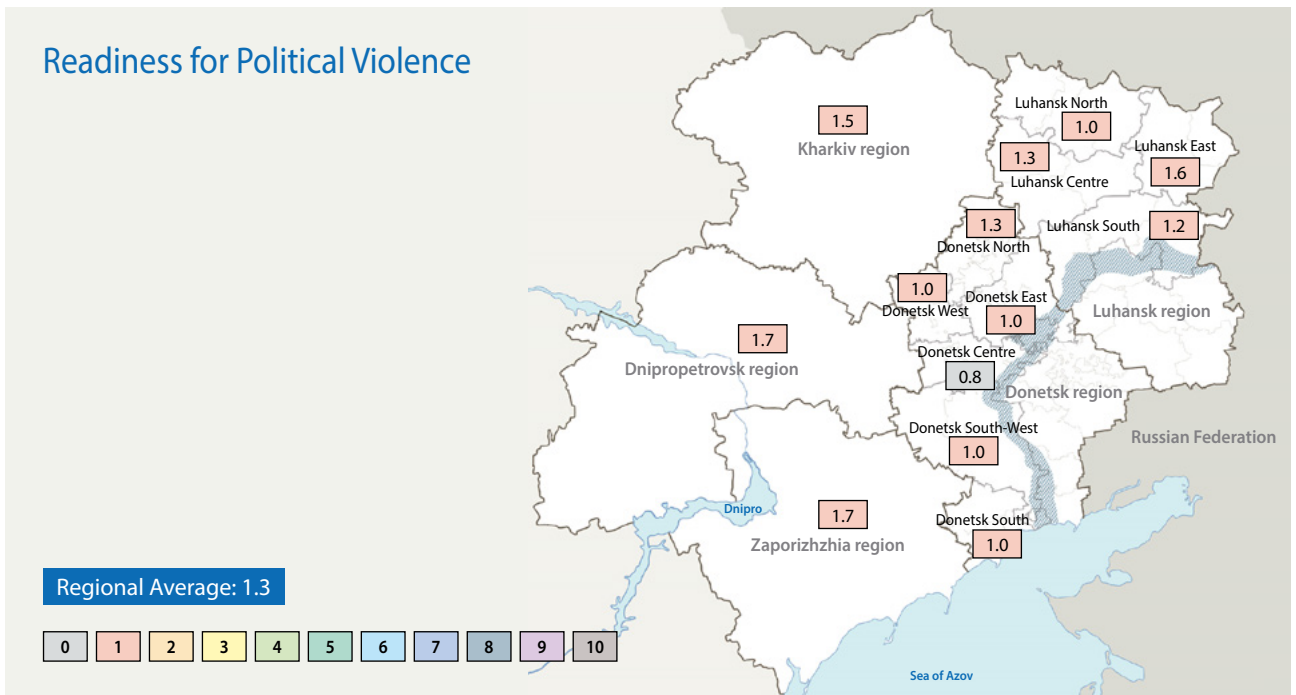 Readiness for Political Violence
Luhansk North
1.0
1.5
Kharkiv region
Luhansk East
1.6
1.3
Luhansk Centre
Luhansk South
1.2
1.3
Donetsk North
1.0
Donetsk West
Donetsk East
1.0
Luhansk region
1.7
Dnipropetrovsk region
Donetsk Centre
0.8
Donetsk region
Donetsk South-West
1.0
Russian Federation
Dnipro
1.7
Zaporizhzhia region
Donetsk South
1.0
Regional Average: 1.3
0 1 2 3 4 5 6 7 8 9 10
Sea of Azov